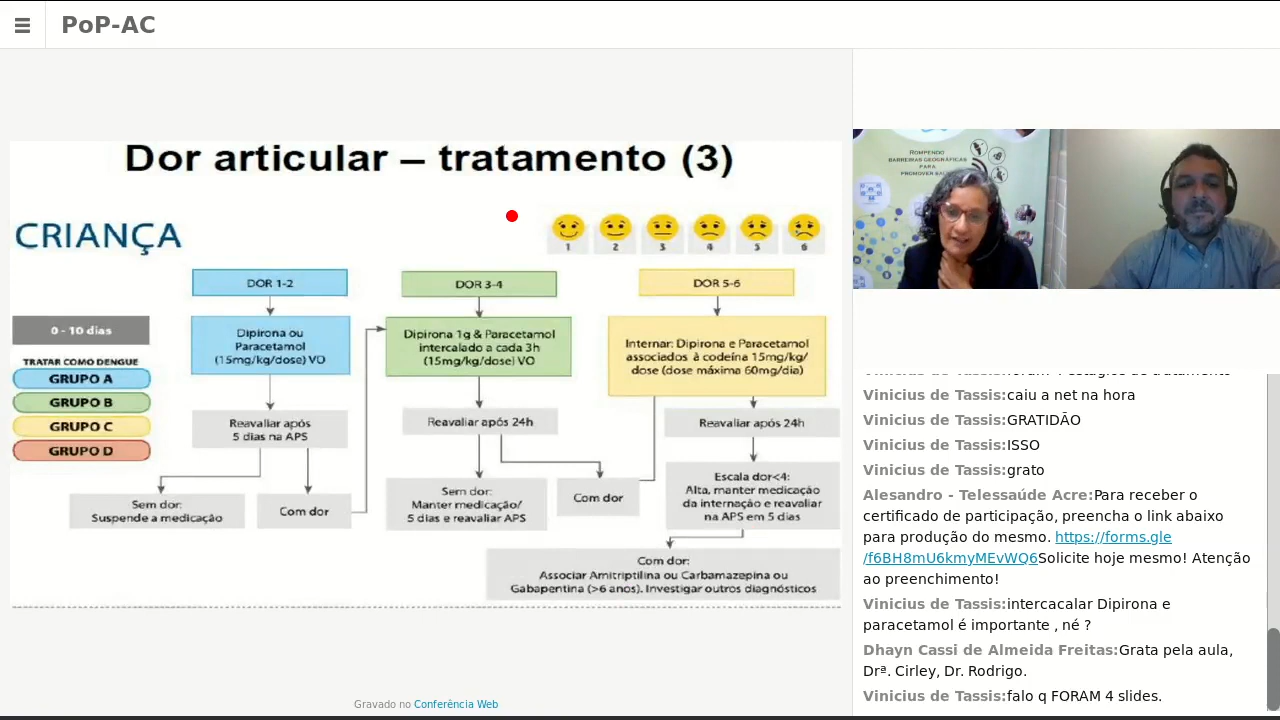 PoP-AC
Dor articular – tratamento (3)
CRIANÇA
1 2 3 4 5 6
DOR 1-2
DOR 3-4
DOR 5-6
0 - 10 dias
TRATAR COMO DENGUE
GRUPO A
GRUPO B
GRUPO C
GRUPO D
Dipirona ou
Paracetamol
(15mg/kg/dose) VO
Dipirona 1g & Paracetamol
intercalado a cada 3h
(15mg/kg/dose) VO
Internar: Dipirona e Paracetamol
associados à codeína 15mg/kg/
dose (dose máxima 60mg/dia)
Reavaliar após
5 dias na APS
Reavaliar após 24h
Reavaliar após 24h
Sem dor:
Suspende a medicação
Com dor
Sem dor:
Manter medicação/
5 dias e reavaliar APS
Com dor
Escala dor<4:
Alta, manter medicação
da internação e reavaliar
na APS em 5 dias
Com dor:
Associar Amitriptilina ou Carbamazepina ou
Gabapentina (>6 anos). Investigar outros diagnósticos
Gravado no Conferência Web
ROMPENDO
BARREIRAS GEOGRÁFICAS
PARA
Vinicius de Tassis:caiu a net na hora
Vinicius de Tassis:GRATIDÃO
Vinicius de Tassis:ISSO
Vinicius de Tassis:grato
Alesandro - Telessaúde Acre:Para receber o
certificado de participação, preencha o link abaixo
para produção do mesmo. https://forms.gle
/f6BH8mU6kmyMEvWQ6Solicite hoje mesmo! Atenção
ao preenchimento!
Vinicius de Tassis:intercacalar Dipirona e
paracetamol é importante , né ?
Dhayn Cassi de Almeida Freitas:Grata pela aula,
Drª. Cirley, Dr. Rodrigo.
Vinicius de Tassis:falo q FORAM 4 slides.